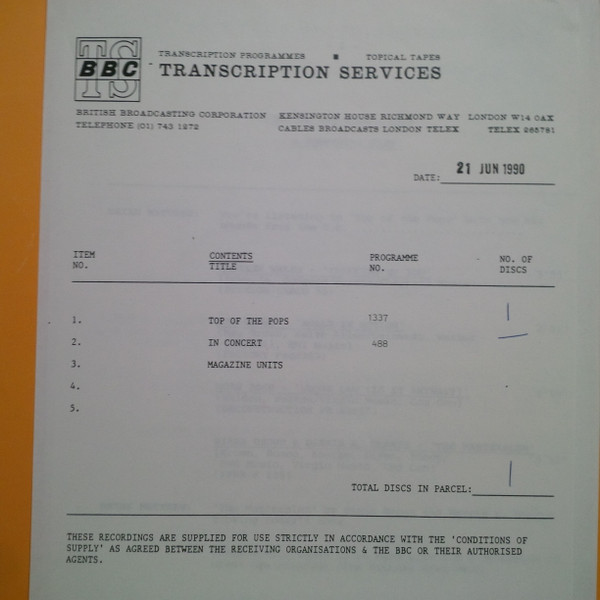 TS
BBC
TRANSCRIPTION PROGRAMMES ■ TOPICAL TAPES
TRANSCRIPTION SERVICES
BRITISH BROADCASTING CORPORATION KENSINGTON HOUSE RICHMOND WAY LONDON W14 0AX
TELEPHONE (01) 743 1272 CABLES BROADCASTS LONDON TELEX TELEX 265781
DATE: 21 JUN 1990
ITEM CONTENTS PROGRAMME NO. OF
NO. TITLE NO. DISCS
1. TOP OF THE POPS 1337 1
2. IN CONCERT 488 —
3. MAGAZINE UNITS
4.
5.
TOTAL DISCS IN PARCEL: 1
THESE RECORDINGS ARE SUPPLIED FOR USE STRICTLY IN ACCORDANCE WITH THE 'CONDITIONS OF
SUPPLY' AS AGREED BETWEEN THE RECEIVING ORGANISATIONS & THE BBC OR THEIR AUTHORISED
AGENTS.